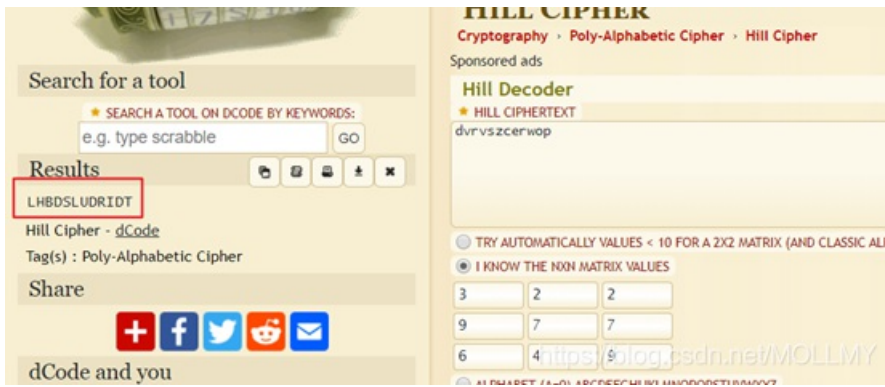 HILL CIPHER
Cryptography › Poly-Alphabetic Cipher › Hill Cipher
Sponsored ads
Search for a tool
★ SEARCH A TOOL ON DCODE BY KEYWORDS:
e.g. type scrabble
GO
Results
LHBDSLUDRIDT
Hill Cipher - dCode
Tag(s) : Poly-Alphabetic Cipher
Share
dCode and you
Hill Decoder
★ HILL CIPHERTEXT
dvrvszcerwop
TRY AUTOMATICALLY VALUES < 10 FOR A 2X2 MATRIX (AND CLASSIC AL
I KNOW THE NXN MATRIX VALUES
3 2 2
9 7 7
6 4 9
https://blog.csdn.net/MOLLMY
ALPHABET (A=0) ABCDEFGHIJKLMNOPQRSTUVWXYZ